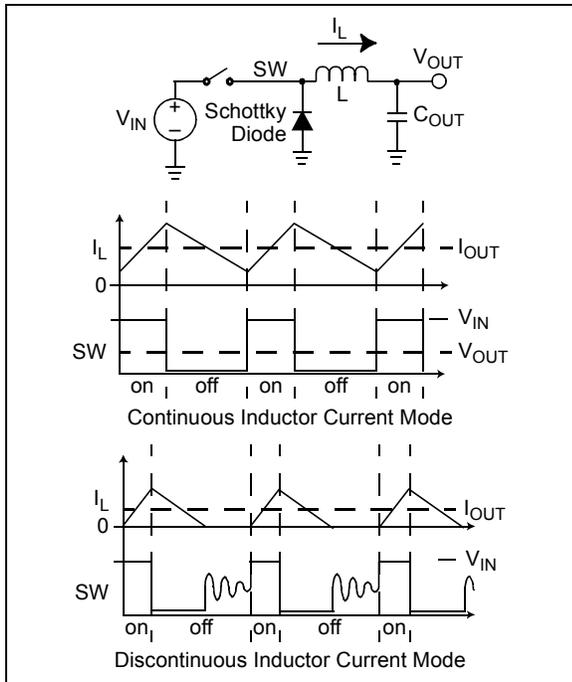 I_L
SW
V_OUT
L
+
V_IN
−
Schottky
Diode
C_OUT
I_L
I_OUT
0
V_IN
SW
V_OUT
on off on off on
Continuous Inductor Current Mode
I_L
I_OUT
0
V_IN
SW
on off on off on
Discontinuous Inductor Current Mode